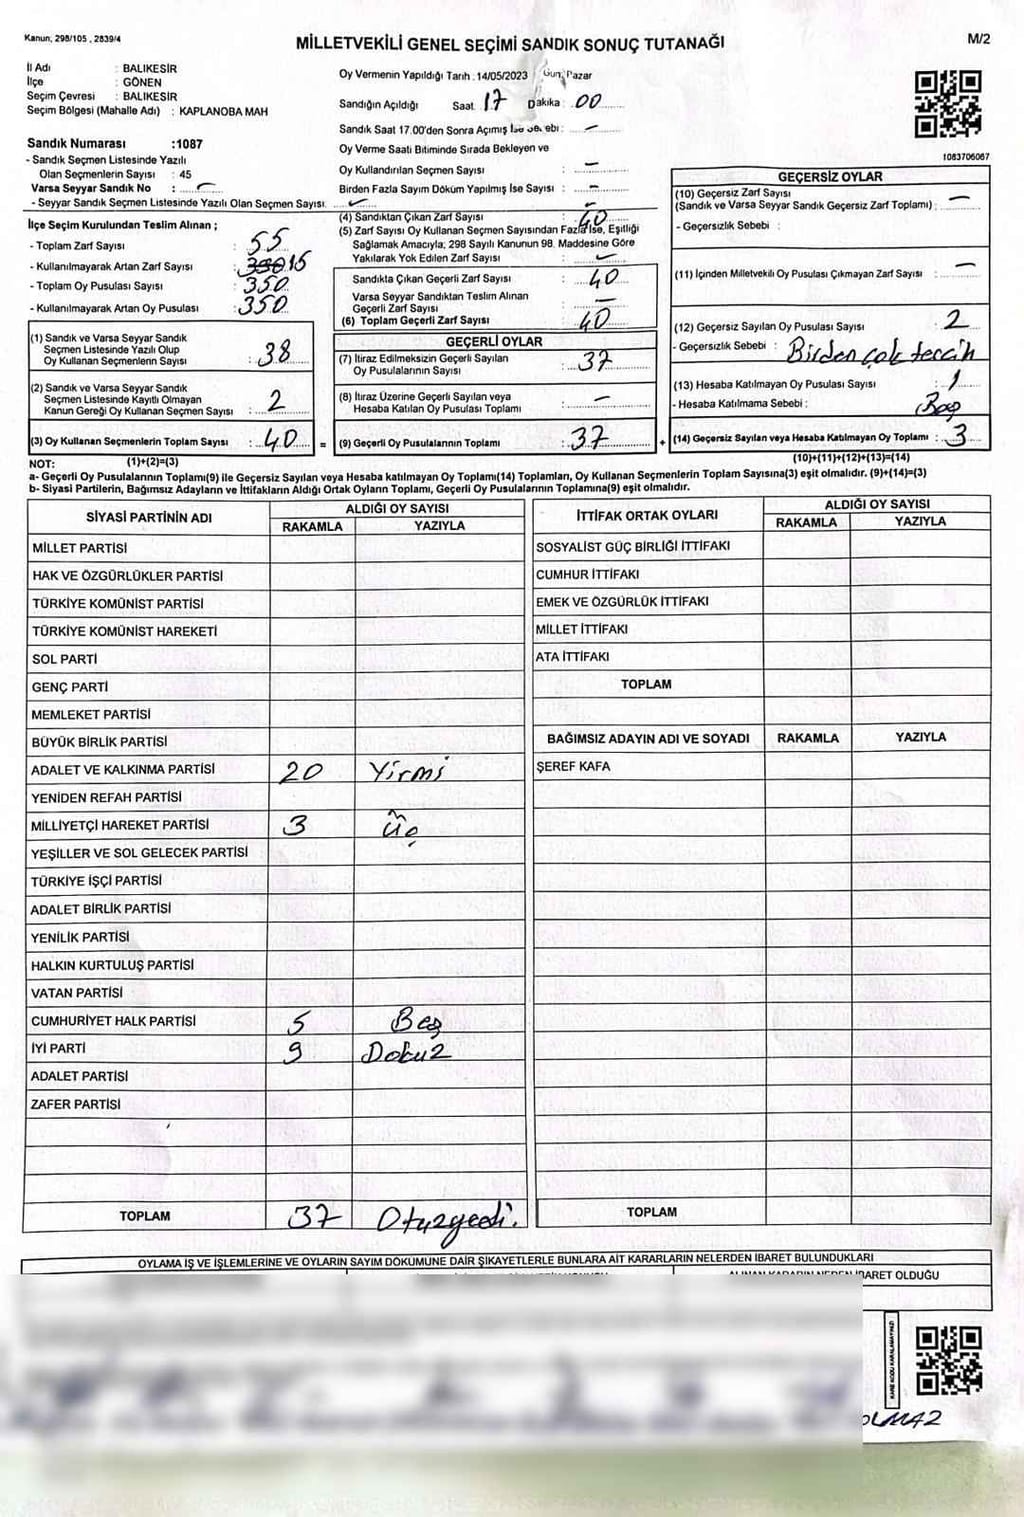 Kanun, 298/105 , 2839/4
MİLLETVEKİLİ GENEL SEÇİMİ SANDIK SONUÇ TUTANAĞI
M/2
İl Adı : BALIKESİR
İlçe : GÖNEN
Seçim Çevresi : BALIKESİR
Seçim Bölgesi (Mahalle Adı) : KAPLANOBA MAH
Sandık Numarası :1087
- Sandık Seçmen Listesinde Yazılı
Olan Seçmenlerin Sayısı : 45
Varsa Seyyar Sandık No : -
- Seyyar Sandık Seçmen Listesinde Yazılı Olan Seçmen Sayısı. -
Oy Vermenin Yapıldığı Tarih : 14/05/2023 Gün: Pazar
Sandığın Açıldığı Saat 17 Dakika : 00
Sandık Saat 17.00'den Sonra Açımış İse Sebebi : -
Oy Verme Saati Bitiminde Sırada Bekleyen ve
Oy Kullandırılan Seçmen Sayısı : -
Birden Fazla Sayım Döküm Yapılmış İse Sayısı : -
1083706067
İlçe Seçim Kurulundan Teslim Alınan ;
- Toplam Zarf Sayısı : 55
- Kullanılmayarak Artan Zarf Sayısı : 15
- Toplam Oy Pusulası Sayısı : 350
- Kullanılmayarak Artan Oy Pusulası : 350
(1) Sandık ve Varsa Seyyar Sandık
Seçmen Listesinde Yazılı Olup
Oy Kullanan Seçmenlerin Sayısı : 38
(2) Sandık ve Varsa Seyyar Sandık
Seçmen Listesinde Kayıtlı Olmayan
Kanun Gereği Oy Kullanan Seçmen Sayısı : 2
(3) Oy Kullanan Seçmenlerin Toplam Sayısı : 40 =
(1)+(2)=(3)
(4) Sandıktan Çıkan Zarf Sayısı : 40
(5) Zarf Sayısı Oy Kullanan Seçmen Sayısından Fazla İse, Eşitliği
Sağlamak Amacıyla; 298 Sayılı Kanunun 98. Maddesine Göre
Yakılarak Yok Edilen Zarf Sayısı : -
Sandıkta Çıkan Geçerli Zarf Sayısı : 40
Varsa Seyyar Sandıktan Teslim Alınan
Geçerli Zarf Sayısı : -
(6) Toplam Geçerli Zarf Sayısı : 40
GEÇERLİ OYLAR
(7) İtiraz Edilmeksizin Geçerli Sayılan
Oy Pusulalarının Sayısı : 37
(8) İtiraz Üzerine Geçerli Sayılan veya
Hesaba Katılan Oy Pusulası Toplamı : -
(9) Geçerli Oy Pusulalarının Toplamı : 37 +
GEÇERSİZ OYLAR
(10) Geçersiz Zarf Sayısı
(Sandık ve Varsa Seyyar Sandık Geçersiz Zarf Toplamı) : -
- Geçersizlik Sebebi :
(11) İçinden Milletvekili Oy Pusulası Çıkmayan Zarf Sayısı : -
(12) Geçersiz Sayılan Oy Pusulası Sayısı : 2
- Geçersizlik Sebebi : Birden çok tercih
(13) Hesaba Katılmayan Oy Pusulası Sayısı : 1
- Hesaba Katılmama Sebebi : Boş
(14) Geçersiz Sayılan veya Hesaba Katılmayan Oy Toplamı : 3
(10)+(11)+(12)+(13)=(14)
NOT:
a- Geçerli Oy Pusulalarının Toplamı(9) ile Geçersiz Sayılan veya Hesaba katılmayan Oy Toplamı(14) Toplamları, Oy Kullanan Seçmenlerin Toplam Sayısına(3) eşit olmalıdır. (9)+(14)=(3)
b- Siyasi Partilerin, Bağımsız Adayların ve İttifakların Aldığı Ortak Oyların Toplamı, Geçerli Oy Pusulalarının Toplamına(9) eşit olmalıdır.
SİYASİ PARTİNİN ADI ALDIĞI OY SAYISI
RAKAMLA YAZIYLA
MİLLET PARTİSİ
HAK VE ÖZGÜRLÜKLER PARTİSİ
TÜRKİYE KOMÜNİST PARTİSİ
TÜRKİYE KOMÜNİST HAREKETİ
SOL PARTİ
GENÇ PARTİ
MEMLEKET PARTİSİ
BÜYÜK BİRLİK PARTİSİ
ADALET VE KALKINMA PARTİSİ 20 Yirmi
YENİDEN REFAH PARTİSİ
MİLLİYETÇİ HAREKET PARTİSİ 3 Üç
YEŞİLLER VE SOL GELECEK PARTİSİ
TÜRKİYE İŞÇİ PARTİSİ
ADALET BİRLİK PARTİSİ
YENİLİK PARTİSİ
HALKIN KURTULUŞ PARTİSİ
VATAN PARTİSİ
CUMHURİYET HALK PARTİSİ 5 Beş
İYİ PARTİ 9 Dokuz
ADALET PARTİSİ
ZAFER PARTİSİ
TOPLAM 37 Otuzyedi.
İTTİFAK ORTAK OYLARI ALDIĞI OY SAYISI
RAKAMLA YAZIYLA
SOSYALİST GÜÇ BİRLİĞİ İTTİFAKI
CUMHUR İTTİFAKI
EMEK VE ÖZGÜRLÜK İTTİFAKI
MİLLET İTTİFAKI
ATA İTTİFAKI
TOPLAM
BAĞIMSIZ ADAYIN ADI VE SOYADI RAKAMLA YAZIYLA
ŞEREF KAFA
TOPLAM
OYLAMA İŞ VE İŞLEMLERİNE VE OYLARIN SAYIM DÖKÜMÜNE DAİR ŞİKAYETLERLE BUNLARA AİT KARARLARIN NELERDEN İBARET BULUNDUKLARI
İBARET OLDUĞU
KARE KODU KARALAMAYINIZ!
OLMAZ